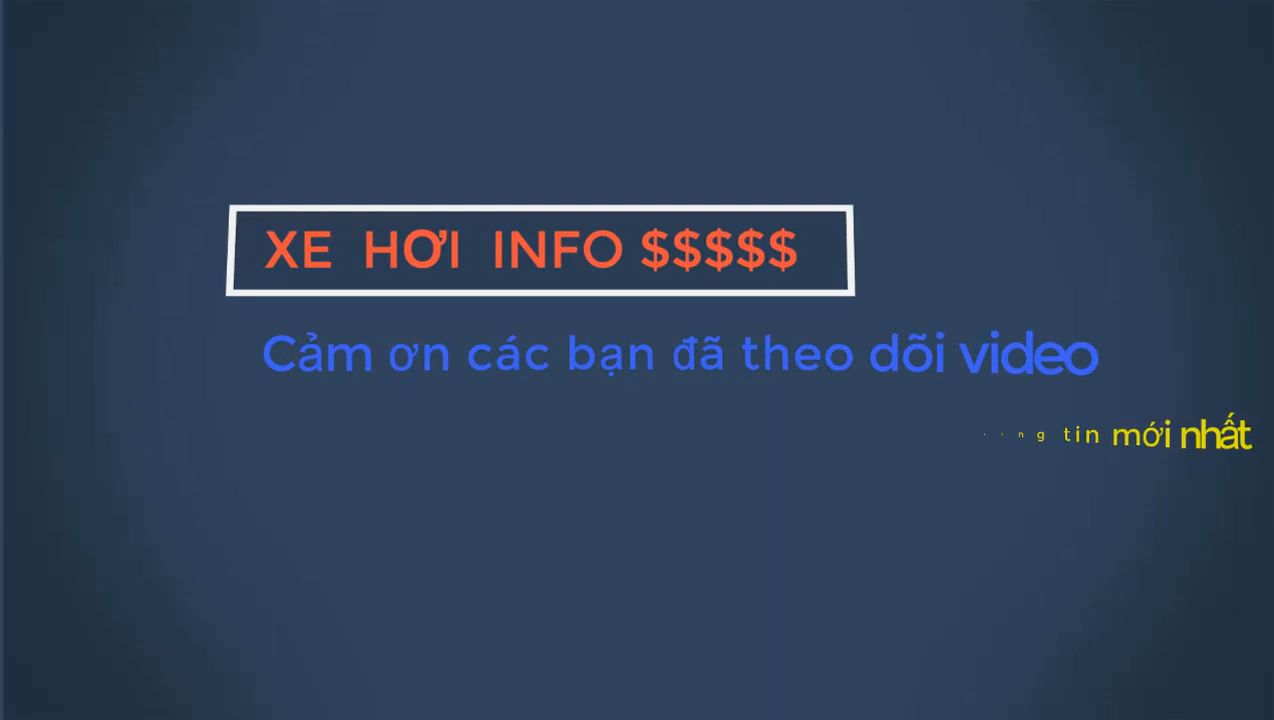 XE HƠI INFO $$$$$
Cảm ơn các bạn đã theo dõi video
tin mới nhất